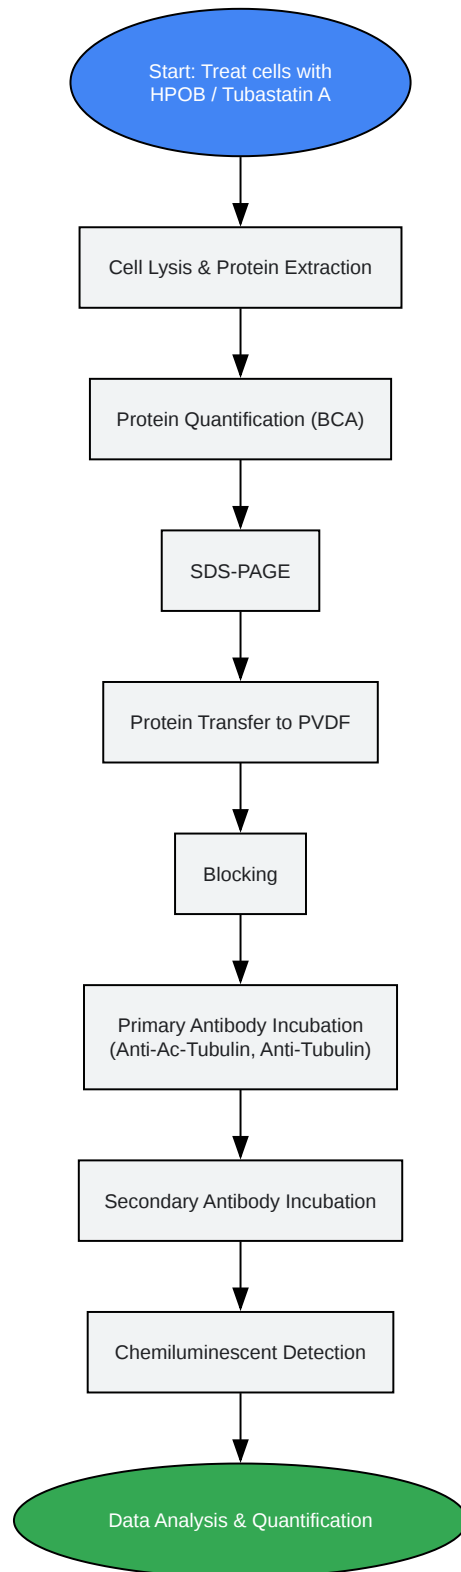 Start: Treat cells with
HPOB / Tubastatin A
Cell Lysis & Protein Extraction
Protein Quantification (BCA)
SDS-PAGE
Protein Transfer to PVDF
Blocking
Primary Antibody Incubation
(Anti-Ac-Tubulin, Anti-Tubulin)
Secondary Antibody Incubation
Chemiluminescent Detection
Data Analysis & Quantification